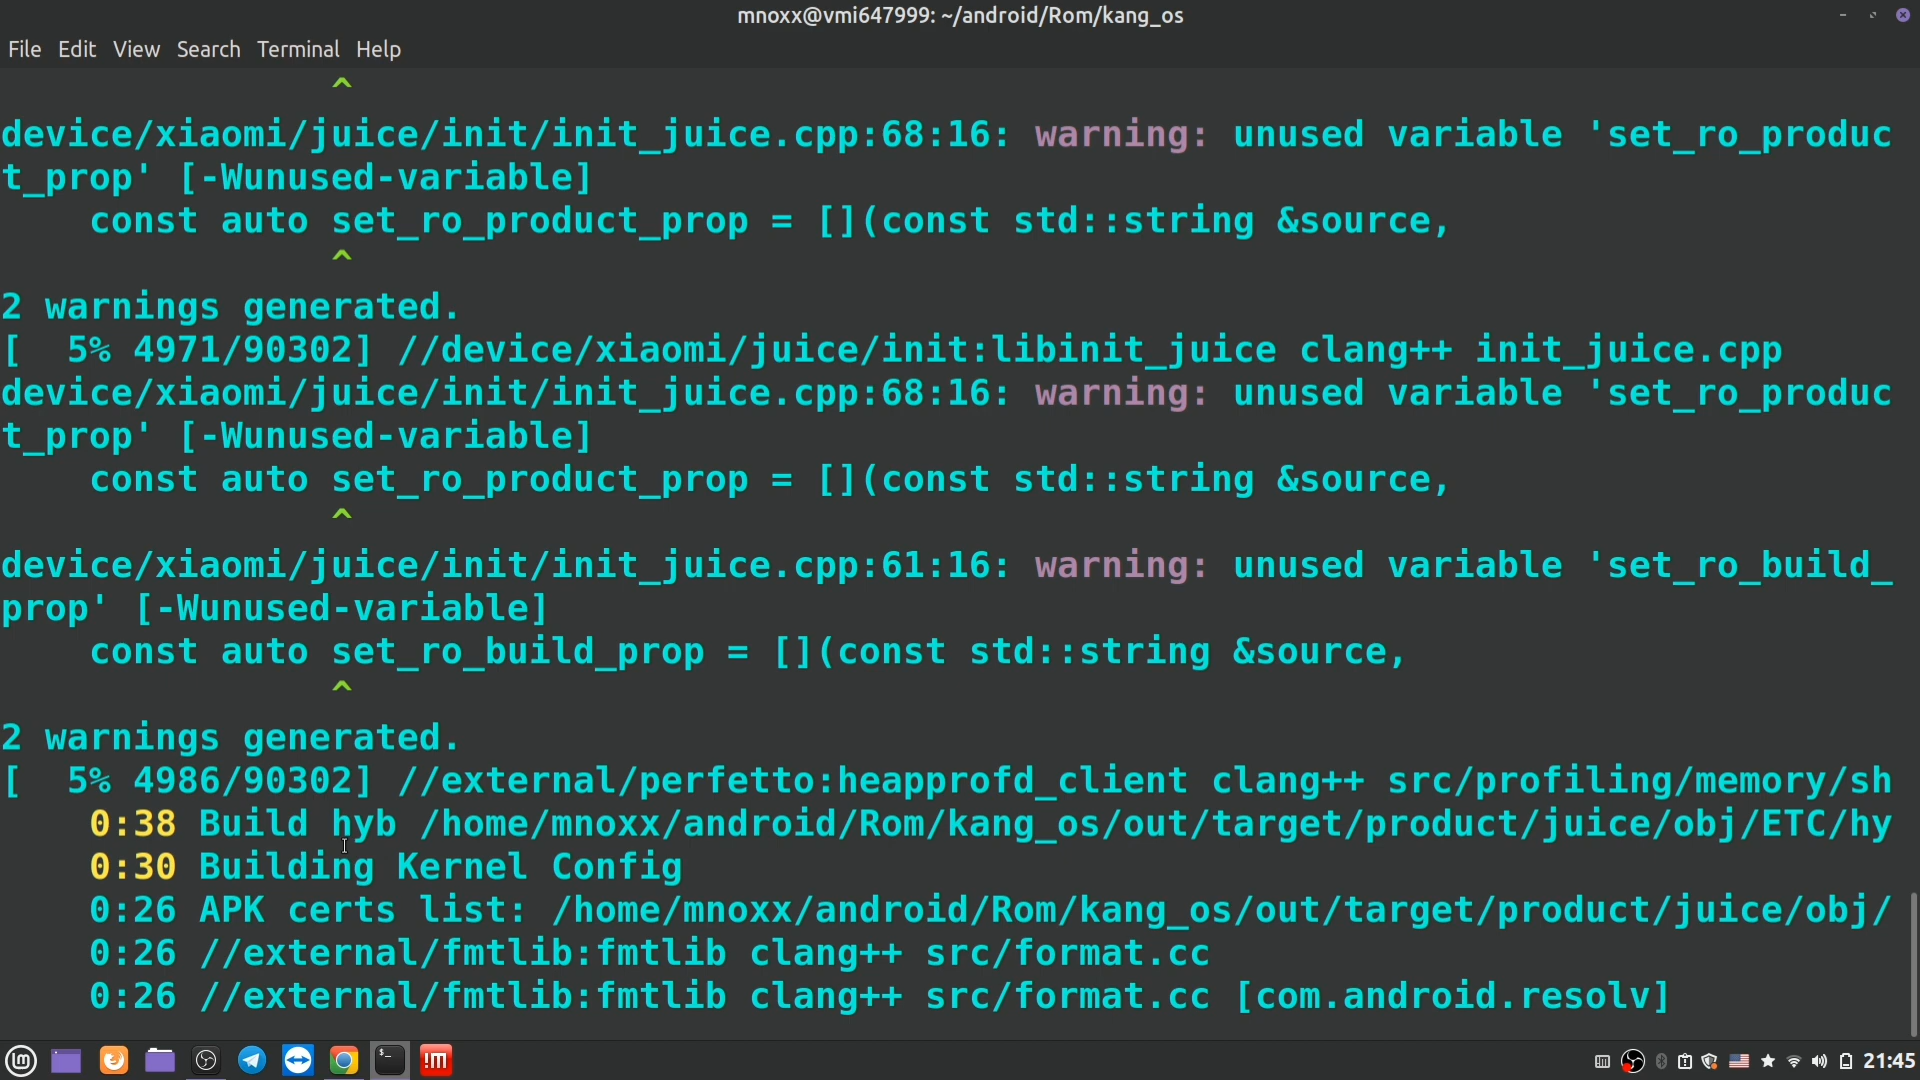 mnoxx@vmi647999: ~/android/Rom/kang_os
File Edit View Search Terminal Help
^
device/xiaomi/juice/init/init_juice.cpp:68:16: warning: unused variable 'set_ro_produc
t_prop' [-Wunused-variable]
const auto set_ro_product_prop = [](const std::string &source,
^
2 warnings generated.
[  5% 4971/90302] //device/xiaomi/juice/init:libinit_juice clang++ init_juice.cpp
device/xiaomi/juice/init/init_juice.cpp:68:16: warning: unused variable 'set_ro_produc
t_prop' [-Wunused-variable]
const auto set_ro_product_prop = [](const std::string &source,
^
device/xiaomi/juice/init/init_juice.cpp:61:16: warning: unused variable 'set_ro_build_
prop' [-Wunused-variable]
const auto set_ro_build_prop = [](const std::string &source,
^
2 warnings generated.
[  5% 4986/90302] //external/perfetto:heapprofd_client clang++ src/profiling/memory/sh
0:38 Build hyb /home/mnoxx/android/Rom/kang_os/out/target/product/juice/obj/ETC/hy
0:30 Building Kernel Config
0:26 APK certs list: /home/mnoxx/android/Rom/kang_os/out/target/product/juice/obj/
0:26 //external/fmtlib:fmtlib clang++ src/format.cc
0:26 //external/fmtlib:fmtlib clang++ src/format.cc [com.android.resolv]
21:45